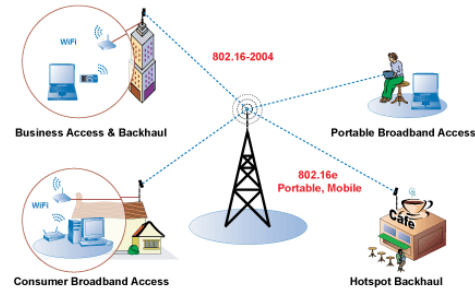 WiFi
802.16-2004
Business Access & Backhaul
Portable Broadband Access
802.16e
Portable, Mobile
WiFi
Café
Consumer Broadband Access
Hotspot Backhaul